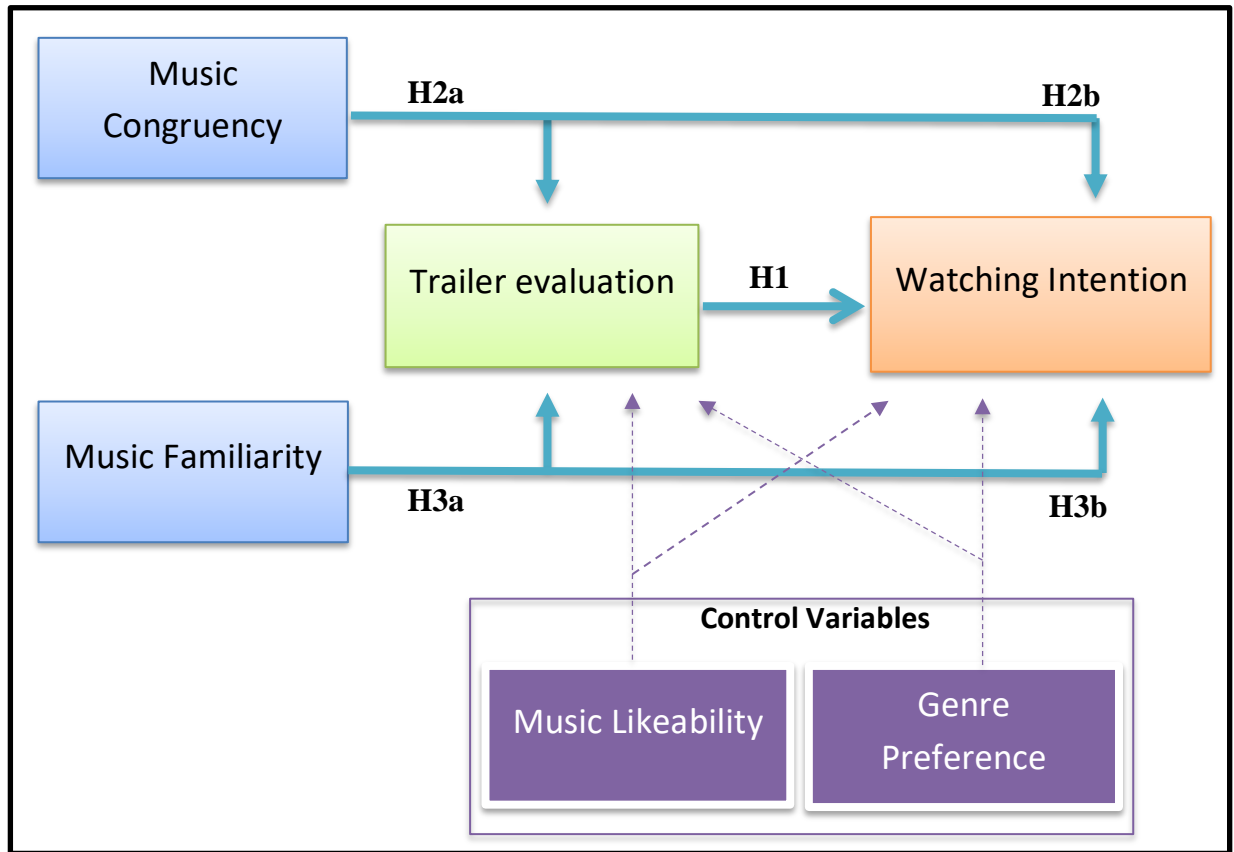 Music
Congruency
H2a
H2b
Trailer evaluation
H1
Watching Intention
Music Familiarity
H3a
H3b
Control Variables
Music Likeability
Genre
Preference